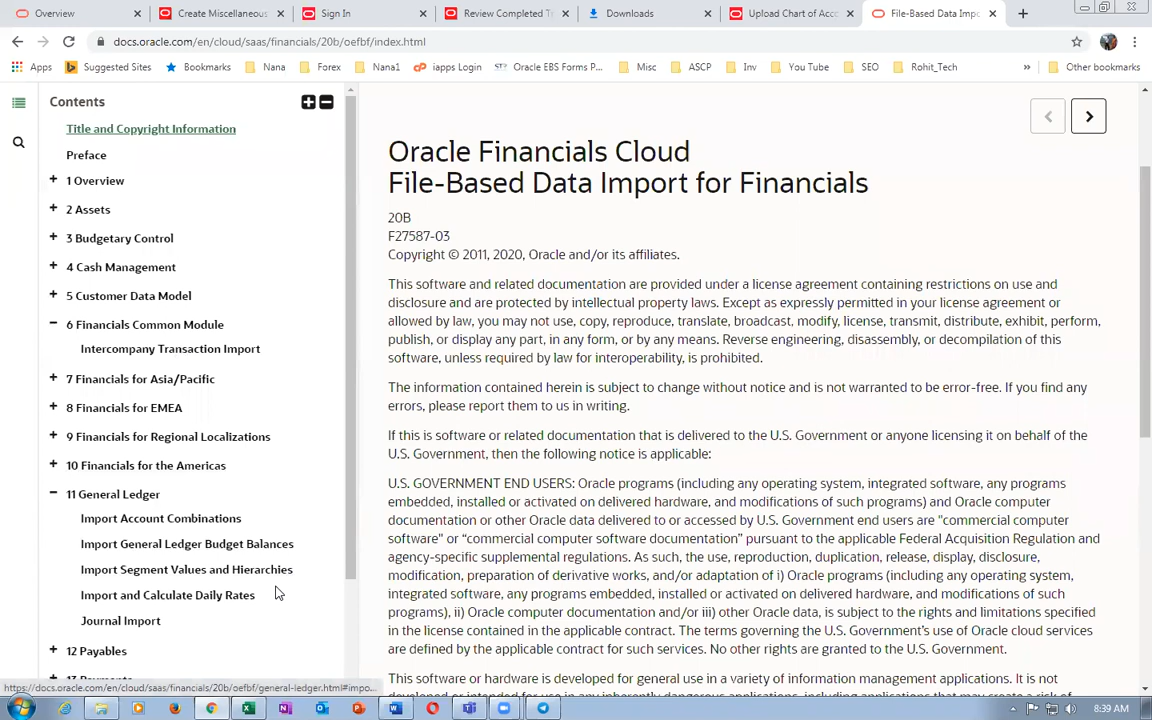 Overview
Create Miscellaneous
Sign In
Review Completed T
Downloads
Upload Chart of Acc
File-Based Data Imp
docs.oracle.com/en/cloud/saas/financials/20b/oefbf/index.html
Apps
Suggested Sites
Bookmarks
Nana
Forex
Nana1
iapps Login
Oracle EBS Forms P...
Misc
ASCP
Inv
You Tube
SEO
Rohit_Tech
»
Other bookmarks
Contents
Title and Copyright Information
Preface
1 Overview
2 Assets
3 Budgetary Control
4 Cash Management
5 Customer Data Model
6 Financials Common Module
Intercompany Transaction Import
7 Financials for Asia/Pacific
8 Financials for EMEA
9 Financials for Regional Localizations
10 Financials for the Americas
11 General Ledger
Import Account Combinations
Import General Ledger Budget Balances
Import Segment Values and Hierarchies
Import and Calculate Daily Rates
Journal Import
12 Payables
https://docs.oracle.com/en/cloud/saas/financials/20b/oefbf/general-ledger.html#impo...
Oracle Financials Cloud
File-Based Data Import for Financials
20B
F27587-03
Copyright © 2011, 2020, Oracle and/or its affiliates.
This software and related documentation are provided under a license agreement containing restrictions on use and
disclosure and are protected by intellectual property laws. Except as expressly permitted in your license agreement or
allowed by law, you may not use, copy, reproduce, translate, broadcast, modify, license, transmit, distribute, exhibit, perform,
publish, or display any part, in any form, or by any means. Reverse engineering, disassembly, or decompilation of this
software, unless required by law for interoperability, is prohibited.
The information contained herein is subject to change without notice and is not warranted to be error-free. If you find any
errors, please report them to us in writing.
If this is software or related documentation that is delivered to the U.S. Government or anyone licensing it on behalf of the
U.S. Government, then the following notice is applicable:
U.S. GOVERNMENT END USERS: Oracle programs (including any operating system, integrated software, any programs
embedded, installed or activated on delivered hardware, and modifications of such programs) and Oracle computer
documentation or other Oracle data delivered to or accessed by U.S. Government end users are "commercial computer
software" or “commercial computer software documentation” pursuant to the applicable Federal Acquisition Regulation and
agency-specific supplemental regulations. As such, the use, reproduction, duplication, release, display, disclosure,
modification, preparation of derivative works, and/or adaptation of i) Oracle programs (including any operating system,
integrated software, any programs embedded, installed or activated on delivered hardware, and modifications of such
programs), ii) Oracle computer documentation and/or iii) other Oracle data, is subject to the rights and limitations specified
in the license contained in the applicable contract. The terms governing the U.S. Government’s use of Oracle cloud services
are defined by the applicable contract for such services. No other rights are granted to the U.S. Government.
This software or hardware is developed for general use in a variety of information management applications. It is not
8:39 AM